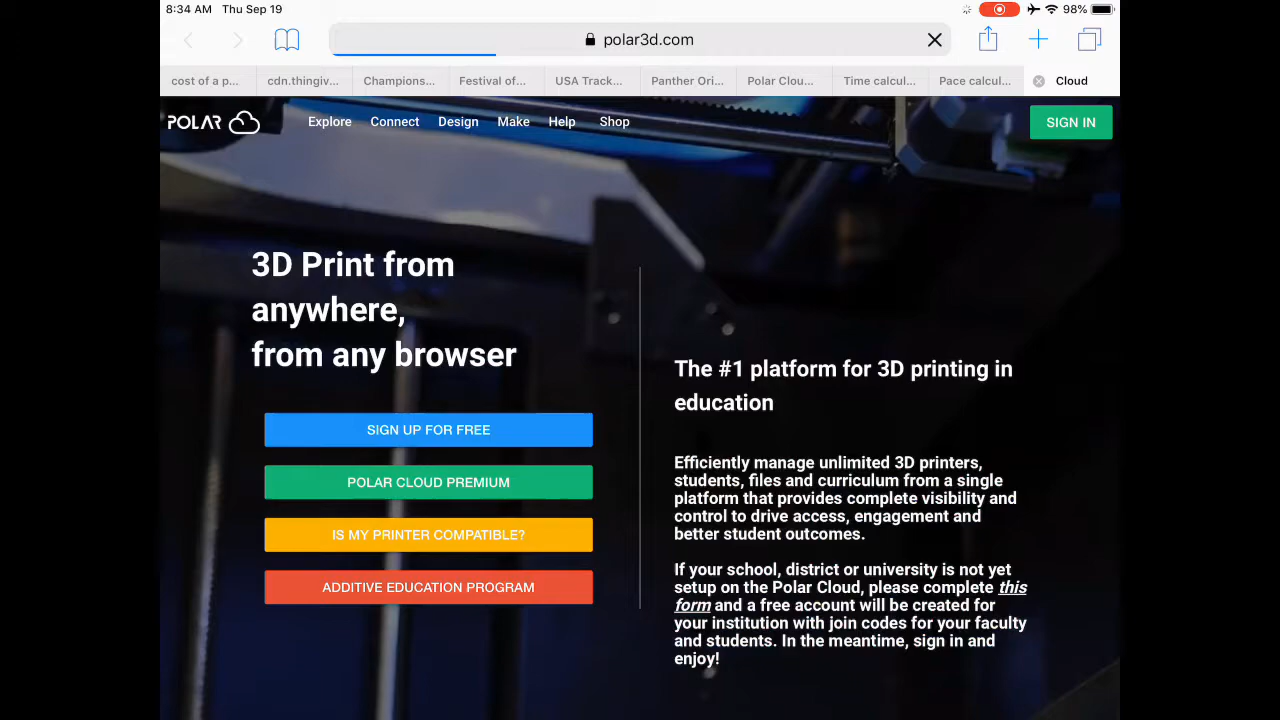 8:34 AM Thu Sep 19
98%
polar3d.com
cost of a p... cdn.thingiv... Champions... Festival of... USA Track... Panther Ori... Polar Clou... Time calcul... Pace calcul... Cloud
POLAR Explore Connect Design Make Help Shop SIGN IN
3D Print from
anywhere,
from any browser
SIGN UP FOR FREE
POLAR CLOUD PREMIUM
IS MY PRINTER COMPATIBLE?
ADDITIVE EDUCATION PROGRAM
The #1 platform for 3D printing in
education
Efficiently manage unlimited 3D printers,
students, files and curriculum from a single
platform that provides complete visibility and
control to drive access, engagement and
better student outcomes.
If your school, district or university is not yet
setup on the Polar Cloud, please complete this
form and a free account will be created for
your institution with join codes for your faculty
and students. In the meantime, sign in and
enjoy!